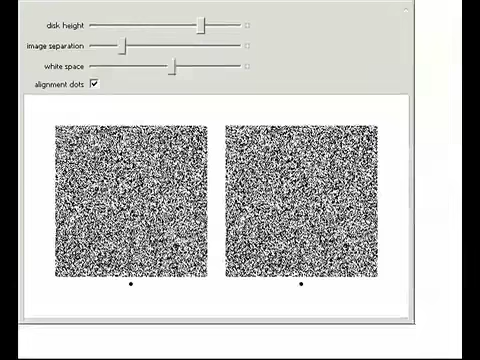 disk height
image separation
white space
alignment dots